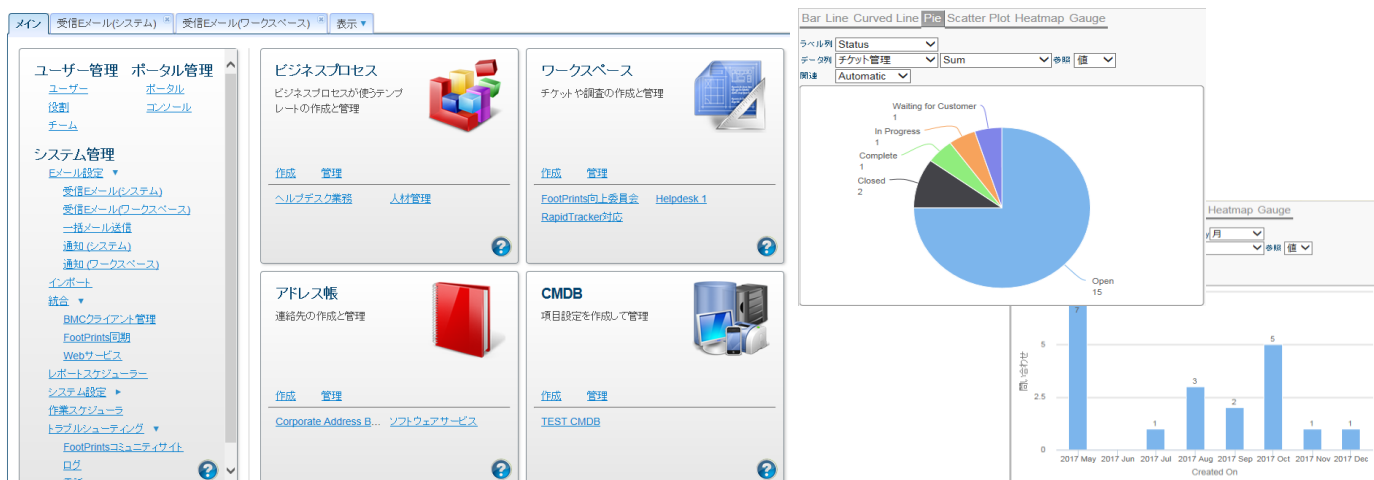 メイン
受信Eメール(システム)
受信Eメール(ワークスペース)
表示 ▼
ユーザー管理 ポータル管理
ユーザー ポータル
役割 コンソール
チーム
システム管理
Eメール設定 ▼
受信Eメール(システム)
受信Eメール(ワークスペース)
一括メール送信
通知 (システム)
通知 (ワークスペース)
インポート
統合 ▼
BMCクライアント管理
FootPrints同期
Webサービス
レポートスケジューラー
システム設定 ►
作業スケジューラ
トラブルシューティング ▼
FootPrintsコミュニティサイト
ログ
ビジネスプロセス
ビジネスプロセスが使うテンプ
レートの作成と管理
作成 管理
ヘルプデスク業務 人材管理
ワークスペース
チケットや調査の作成と管理
作成 管理
FootPrints向上委員会 Helpdesk 1
RapidTracker対応
アドレス帳
連絡先の作成と管理
作成 管理
Corporate Address B... ソフトウェアサービス
CMDB
項目設定を作成して管理
作成 管理
TEST CMDB
Bar Line Curved Line Pie Scatter Plot Heatmap Gauge
ラベル列 Status
データ列 チケット管理 Sum 参照 値
関連 Automatic
Waiting for Customer
1
In Progress
1
Complete
1
Closed
2
Open
15
Heatmap Gauge
y 月
参照 値
問い合わせ
5
2.5
0
7
1
3
2
5
1
1
2017 May 2017 Jun 2017 Jul 2017 Aug 2017 Sep 2017 Oct 2017 Nov 2017 Dec
Created On